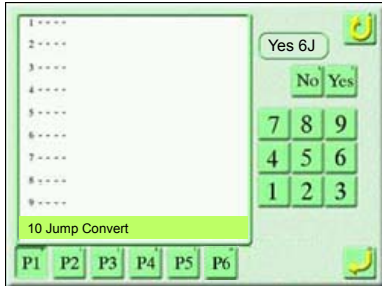 1 - - - -
2 - - - -
3 - - - -
4 - - - -
5 - - - -
6 - - - -
7 - - - -
8 - - - -
9 - - - -
10 Jump Convert
Yes 6J
No Yes
7 8 9
4 5 6
1 2 3
P1 P2 P3 P4 P5 P6